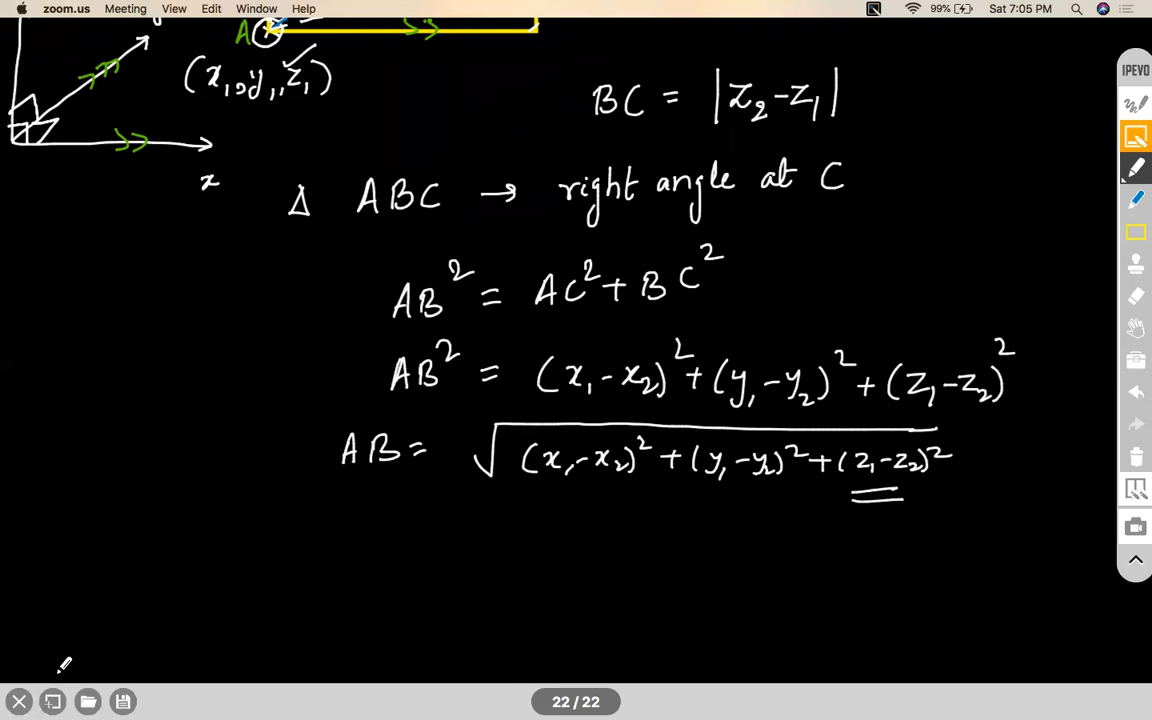 zoom.us Meeting View Edit Window Help 99% Sat 7:05 PM
A
(x₁, y₁, z₁)
IPEVO
BC = |z₂-z₁|
x
Δ ABC → right angle at C
AB² = AC² + BC²
AB² = (x₁-x₂)² + (y₁-y₂)² + (z₁-z₂)²
AB = √(x₁-x₂)² + (y₁-y₂)² + (z₁-z₂)²
22 / 22